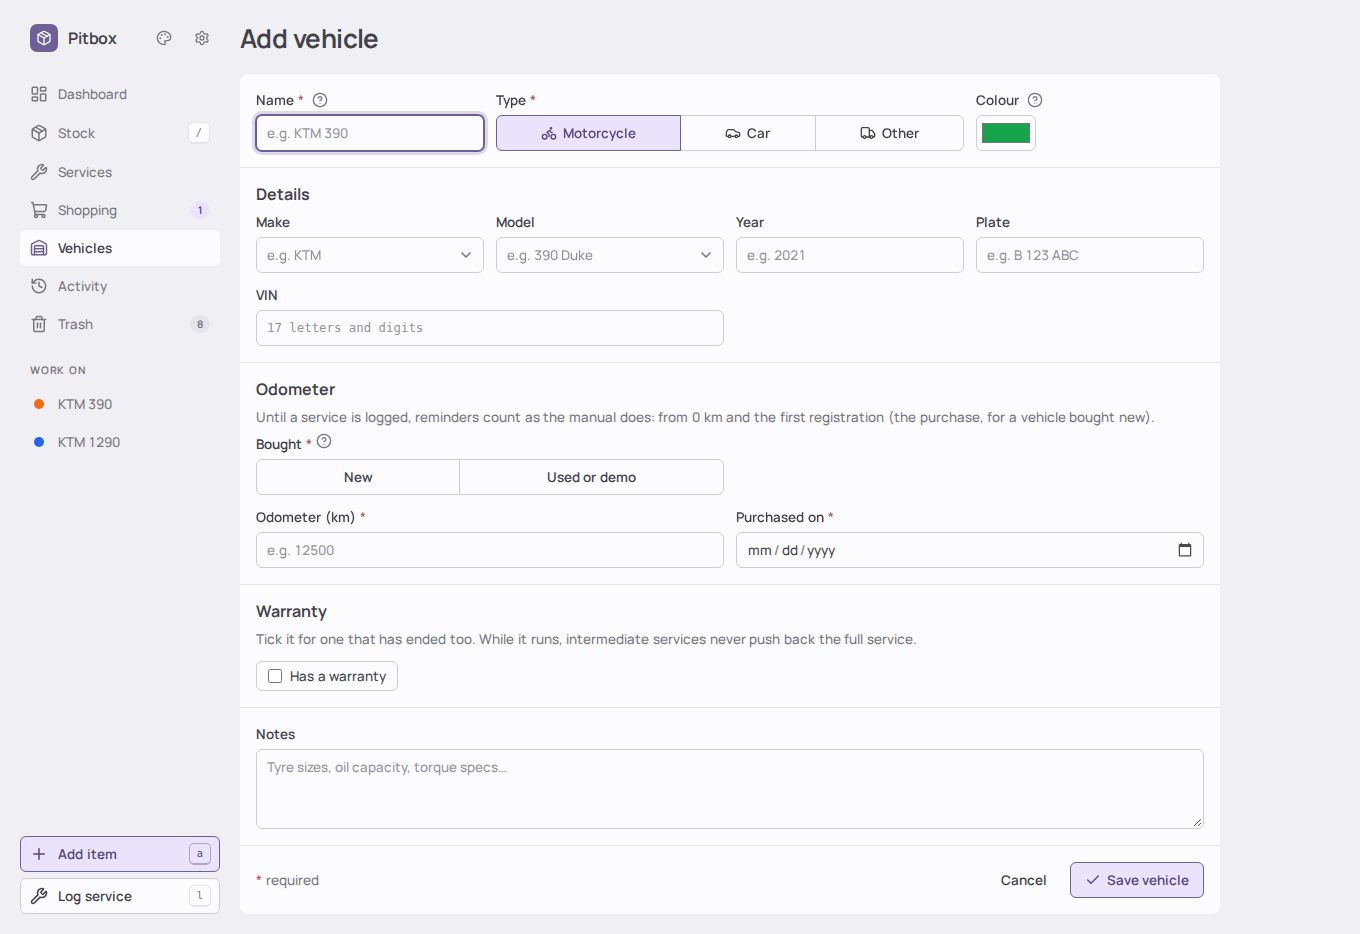 Pitbox
Add vehicle
Dashboard
Stock /
Services
Shopping 1
Vehicles
Activity
Trash 8
WORK ON
KTM 390
KTM 1290
Add item a
Log service l
Name * Type * Colour
e.g. KTM 390 Motorcycle Car Other
Details
Make Model Year Plate
e.g. KTM e.g. 390 Duke e.g. 2021 e.g. B 123 ABC
VIN
17 letters and digits
Odometer
Until a service is logged, reminders count as the manual does: from 0 km and the first registration (the purchase, for a vehicle bought new).
Bought *
New Used or demo
Odometer (km) * Purchased on *
e.g. 12500 mm/dd/yyyy
Warranty
Tick it for one that has ended too. While it runs, intermediate services never push back the full service.
Has a warranty
Notes
Tyre sizes, oil capacity, torque specs…
* required Cancel Save vehicle